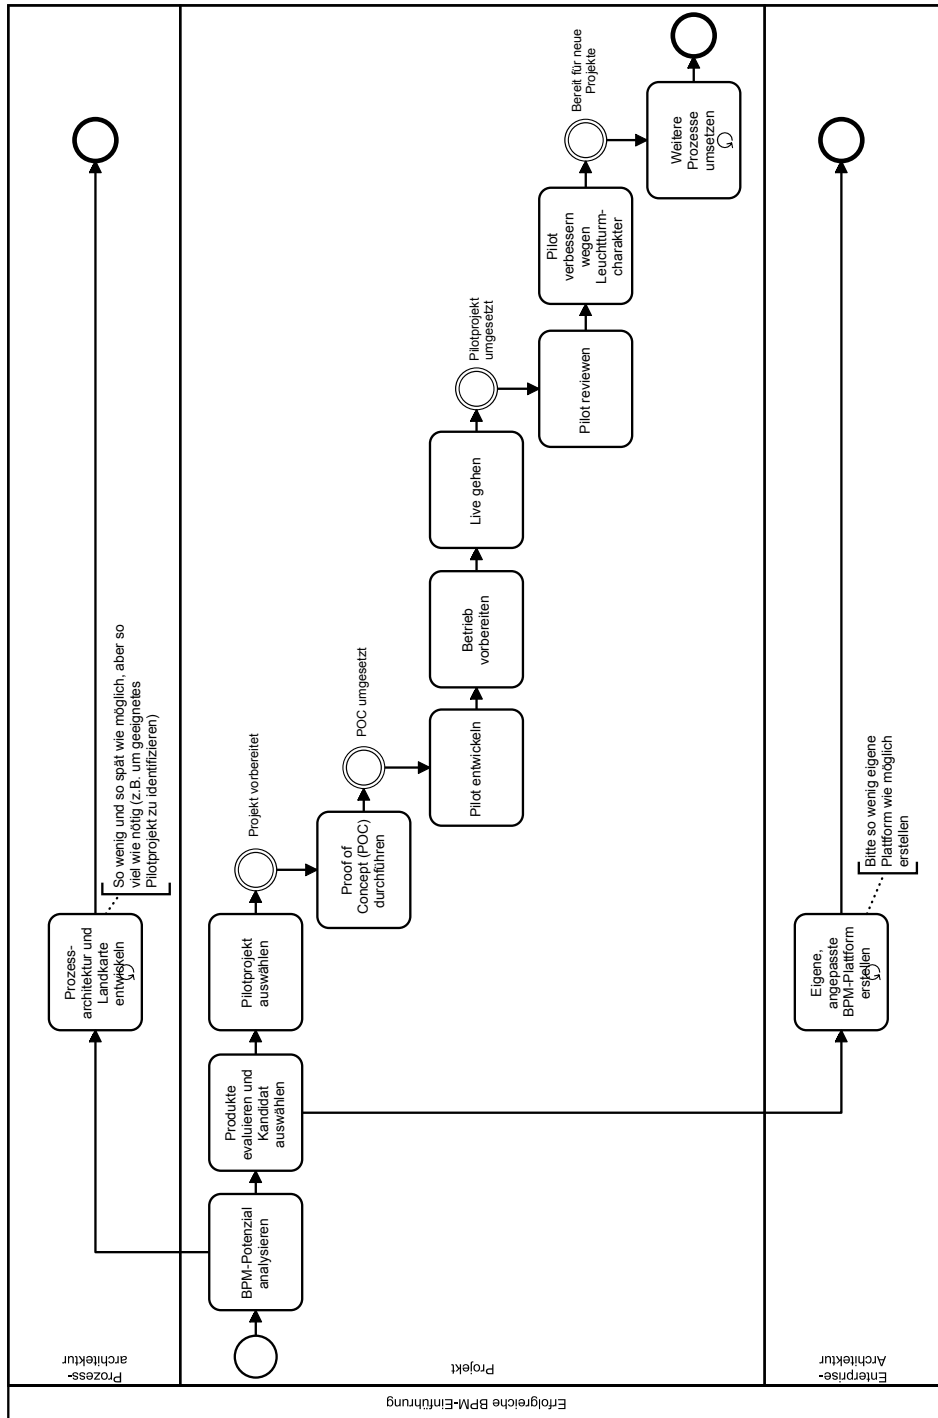 Erfolgreiche BPM-Einführung
Prozess-
architektur
Prozess-
architektur und
Landkarte
entwickeln
So wenig und so spät wie möglich, aber so
viel wie nötig (z.B. um geeignetes
Pilotprojekt zu identifizieren)
Projekt
BPM-Potenzial
analysieren
Produkte
evaluieren und
Kandidat
auswählen
Pilotprojekt
auswählen
Projekt vorbereitet
Proof of
Concept (POC)
durchführen
POC umgesetzt
Pilot entwickeln
Betrieb
vorbereiten
Live gehen
Pilotprojekt
umgesetzt
Pilot reviewen
Pilot
verbessern
wegen
Leuchtturm-
charakter
Bereit für neue
Projekte
Weitere
Prozesse
umsetzen
Enterprise-
Architektur
Eigene,
angepasste
BPM-Plattform
erstellen
Bitte so wenig eigene
Plattform wie möglich
erstellen